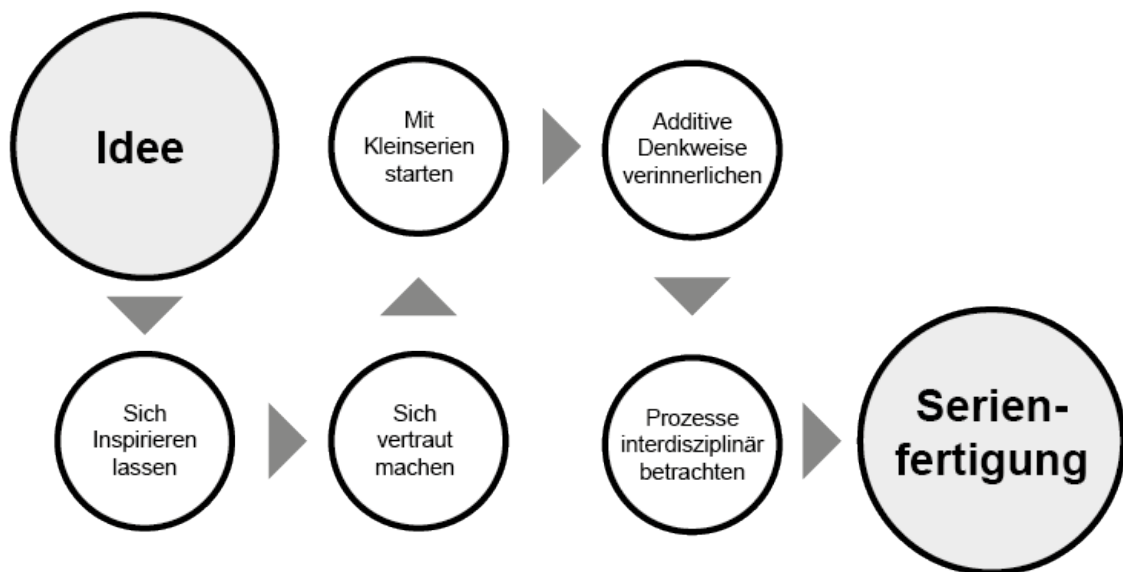 Idee
Sich
Inspirieren
lassen
Sich
vertraut
machen
Mit
Kleinserien
starten
Additive
Denkweise
verinnerlichen
Prozesse
interdisziplinär
betrachten
Serien-
fertigung